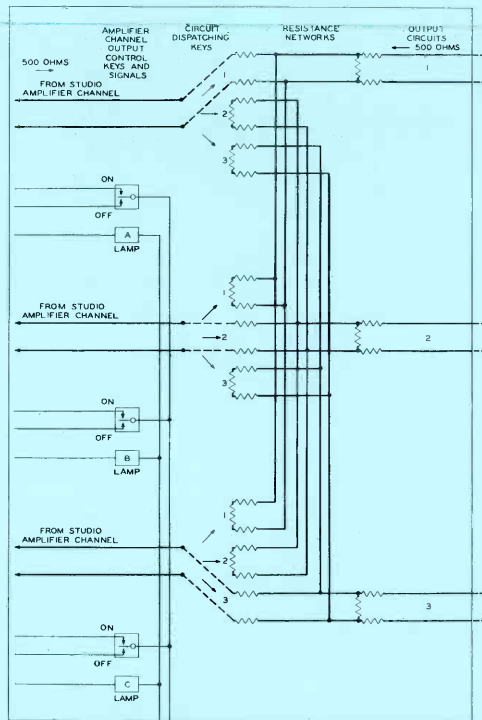 AMPLIFIER
CHANNEL
OUTPUT
CONTROL
KEYS AND
SIGNALS
CIRCUIT
DISPATCHING
KEYS
RESISTANCE
NETWORKS
OUTPUT
CIRCUITS
500 OHMS
500 OHMS
FROM STUDIO
AMPLIFIER CHANNEL
1
2
3
1
ON
OFF
A
LAMP
FROM STUDIO
AMPLIFIER CHANNEL
1
2
3
2
ON
OFF
B
LAMP
FROM STUDIO
AMPLIFIER CHANNEL
1
2
3
3
ON
OFF
C
LAMP